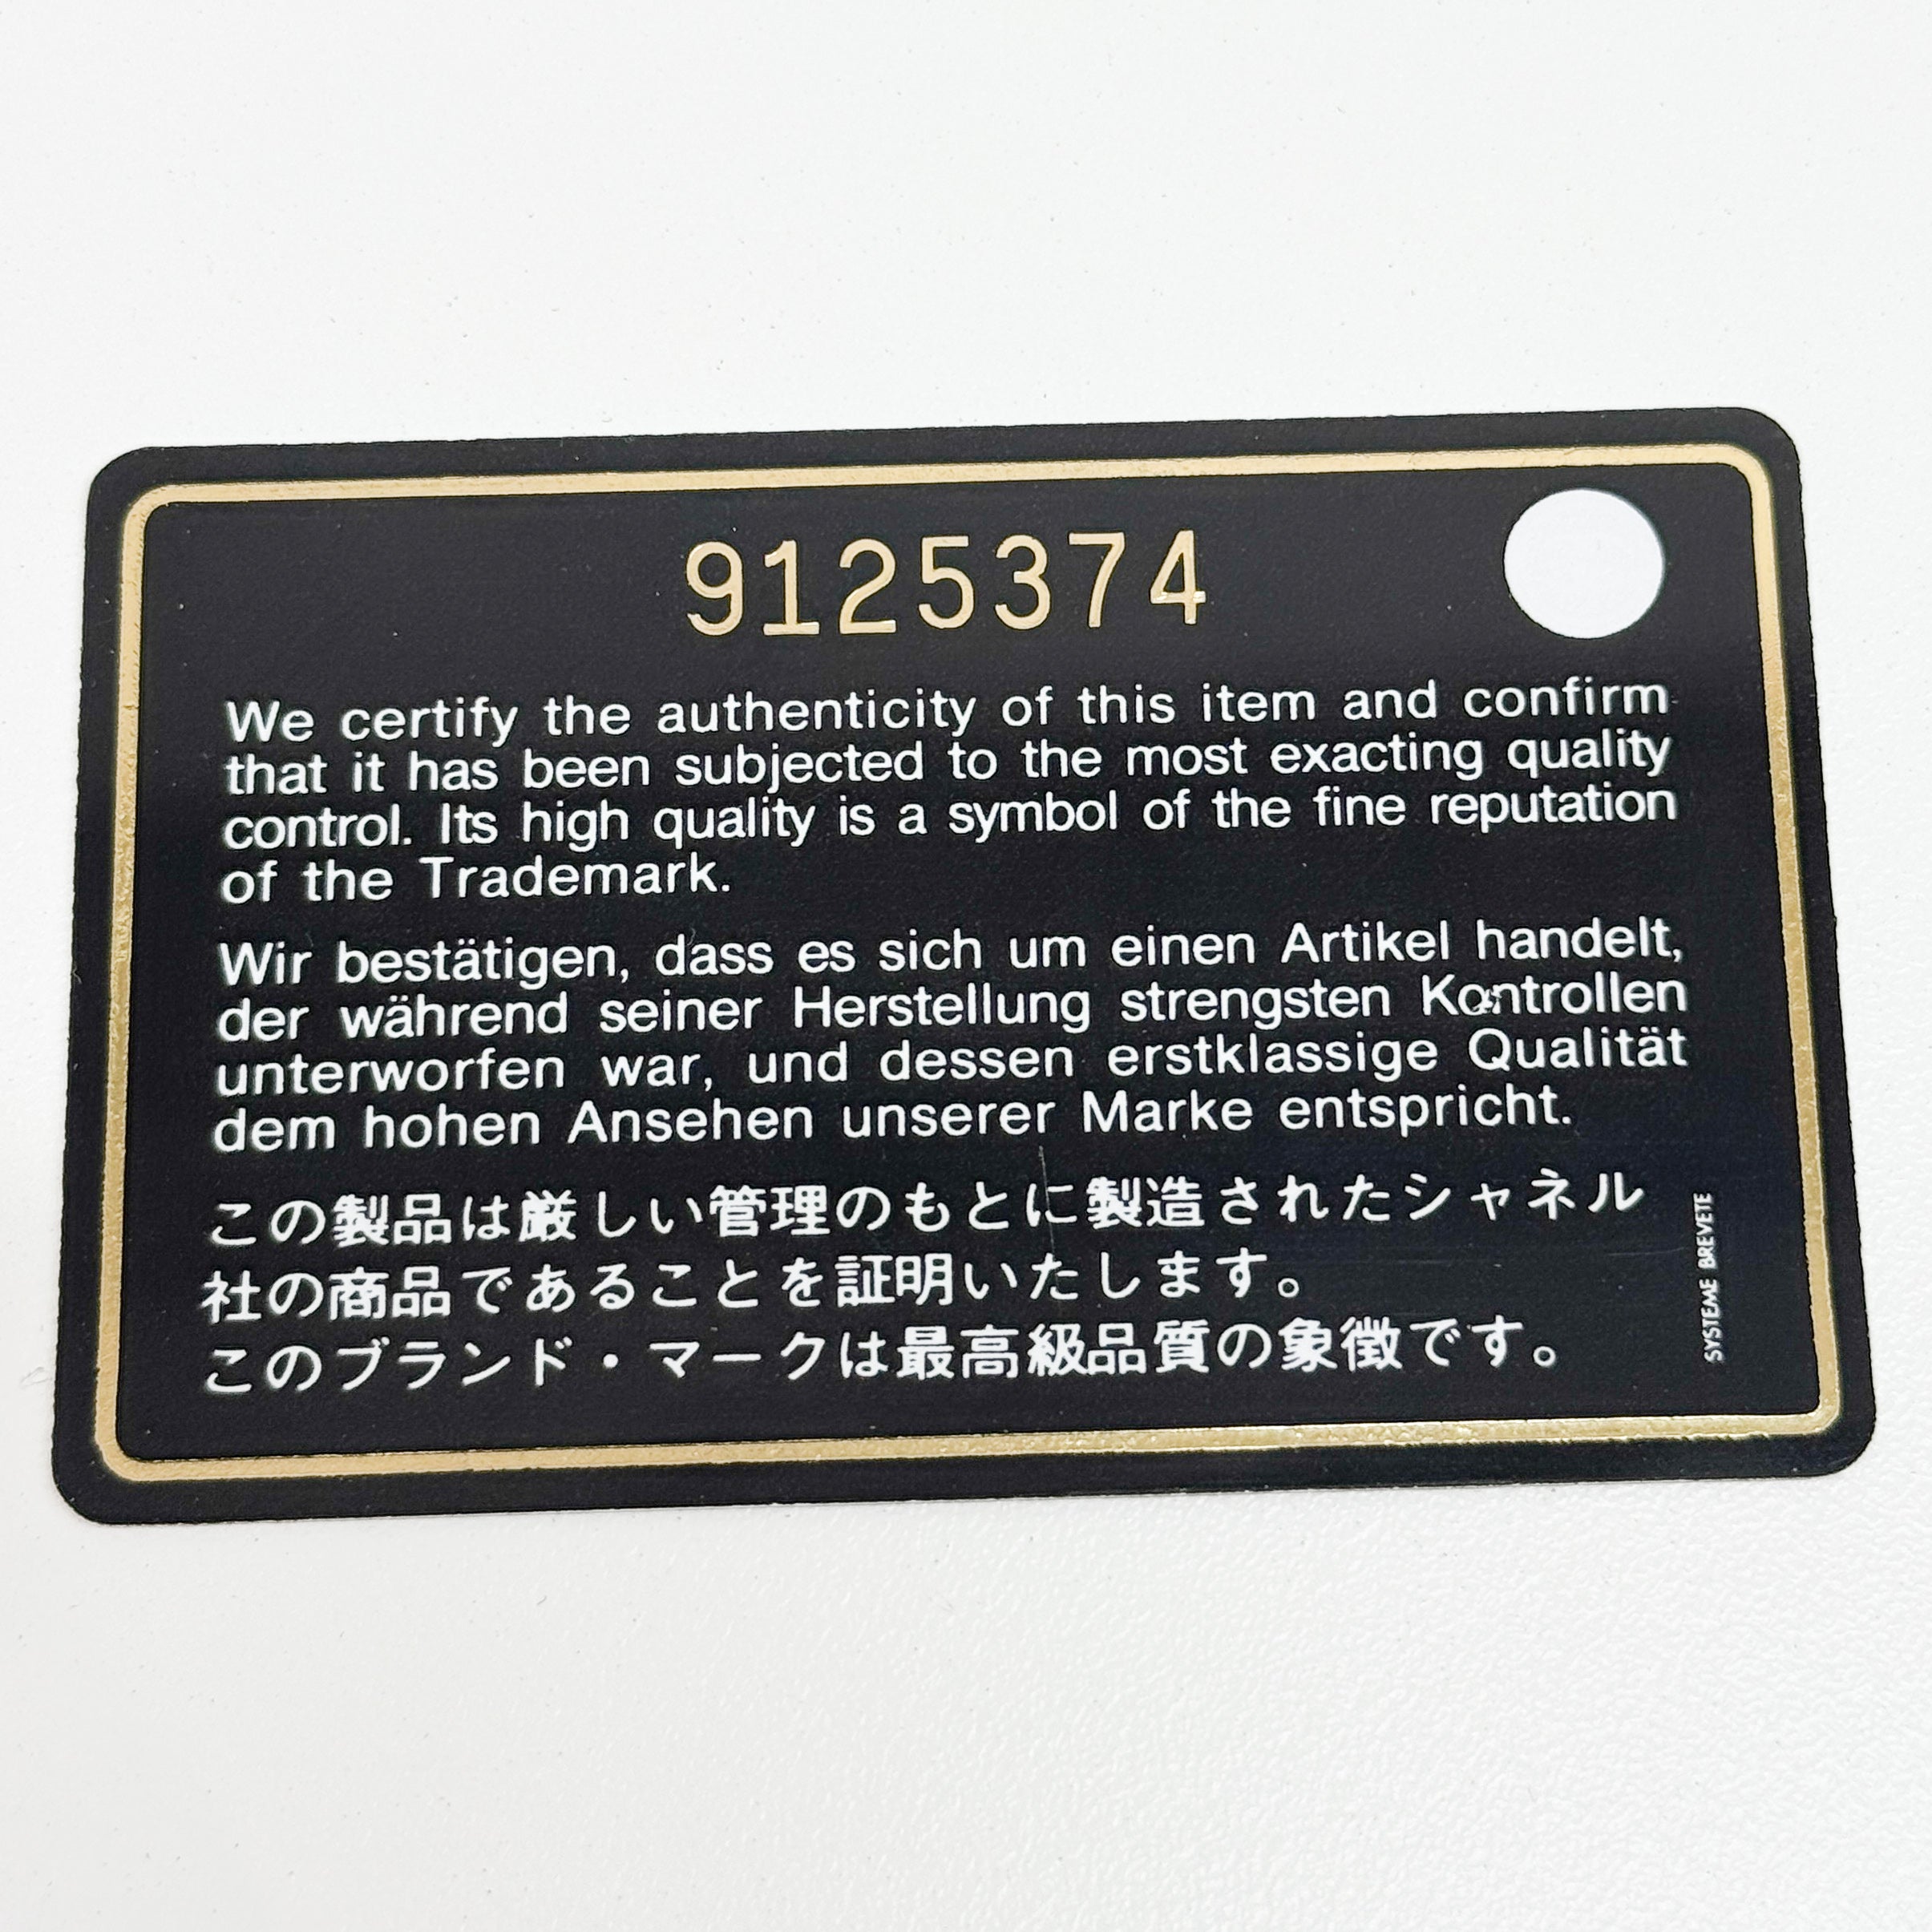 9125374
We certify the authenticity of this item and confirm
that it has been subjected to the most exacting quality
control. Its high quality is a symbol of the fine reputation
of the Trademark.
Wir bestätigen, dass es sich um einen Artikel handelt,
der während seiner Herstellung strengsten Kontrollen
unterworfen war, und dessen erstklassige Qualität
dem hohen Ansehen unserer Marke entspricht.
この製品は厳しい管理のもとに製造されたシャネル
社の商品であることを証明いたします。
このブランド・マークは最高級品質の象徴です。
SYSTEME BREVETE